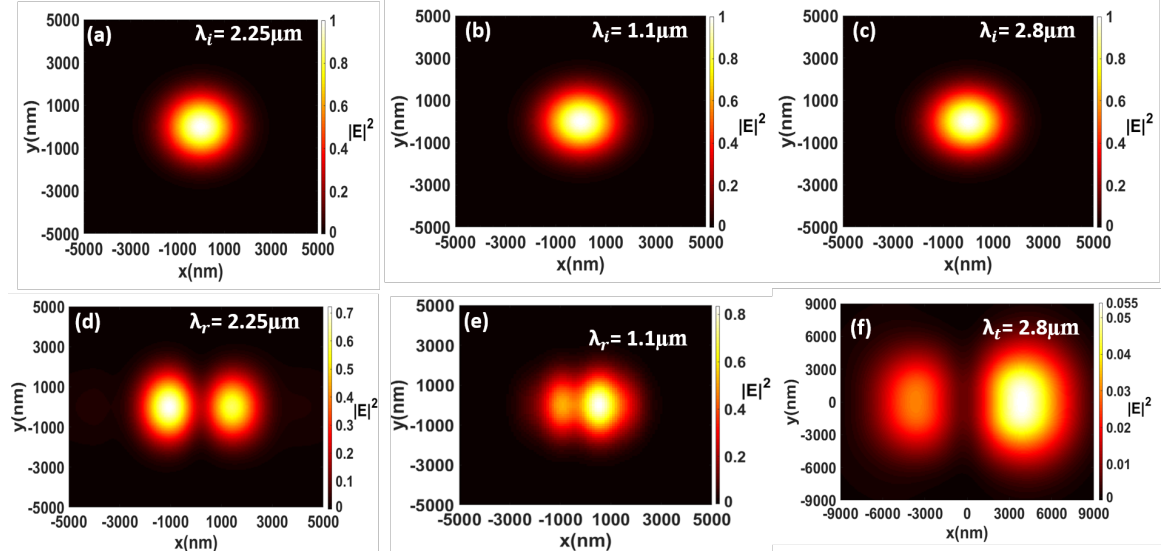 (a)
λi = 2.25μm
5000
3000
1000
-1000
-3000
-5000
y(nm)
-5000 -3000 -1000 1000 3000 5000
x(nm)
1
0.8
0.6
0.4
0.2
0
|E|²
(b)
λi = 1.1μm
5000
3000
1000
-1000
-3000
-5000
y(nm)
-5000 -3000 -1000 1000 3000 5000
x(nm)
1
0.8
0.6
0.4
0.2
0
|E|²
(c)
λi = 2.8μm
5000
3000
1000
-1000
-3000
-5000
y(nm)
-5000 -3000 -1000 1000 3000 5000
x(nm)
1
0.8
0.6
0.4
0.2
0
|E|²
(d)
λr = 2.25μm
5000
3000
1000
-1000
-3000
-5000
y(nm)
-5000 -3000 -1000 1000 3000 5000
x(nm)
0.7
0.6
0.5
0.4
0.3
0.2
0.1
0
|E|²
(e)
λr = 1.1μm
5000
3000
1000
-1000
-3000
-5000
y(nm)
-5000 -3000 -1000 1000 3000 5000
x(nm)
0.8
0.6
0.4
0.2
0
|E|²
(f)
λt = 2.8μm
9000
6000
3000
0
-3000
-6000
-9000
y(nm)
-9000 -6000 -3000 0 3000 6000 9000
x(nm)
0.055
0.05
0.04
0.03
0.02
0.01
0
|E|²